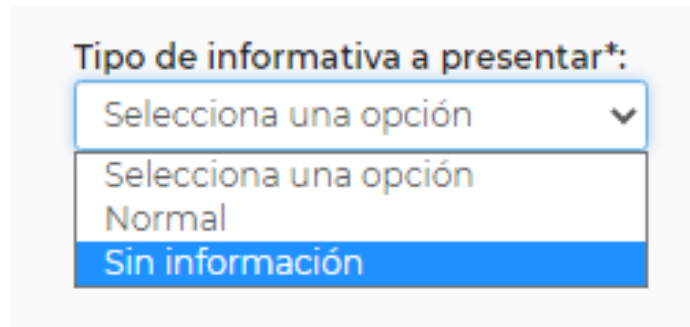 Tipo de informativa a presentar*:
Selecciona una opción
Selecciona una opción
Normal
Sin información